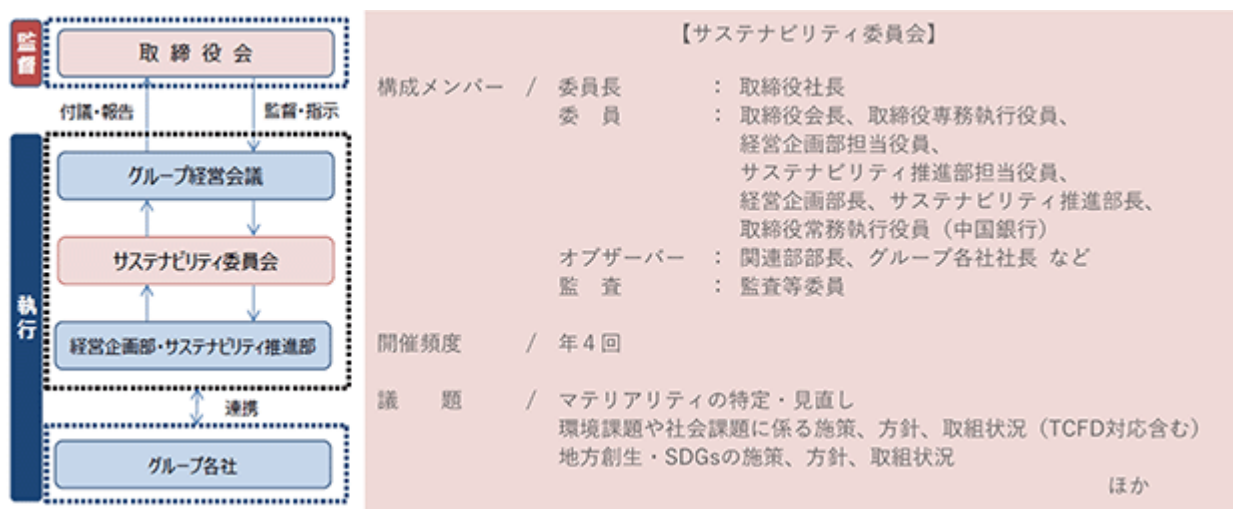 監督
取 締 役 会
付議・報告
監督・指示
執行
グループ経営会議
サステナビリティ委員会
経営企画部・サステナビリティ推進部
連携
グループ各社
【サステナビリティ委員会】
構成メンバー / 委員長 : 取締役社長
委 員 : 取締役会長、取締役専務執行役員、
経営企画部担当役員、
サステナビリティ推進部担当役員、
経営企画部長、サステナビリティ推進部長、
取締役常務執行役員（中国銀行）
オブザーバー : 関連部部長、グループ各社社長 など
監 査 : 監査等委員
開催頻度 / 年４回
議 題 / マテリアリティの特定・見直し
環境課題や社会課題に係る施策、方針、取組状況（TCFD対応含む）
地方創生・SDGsの施策、方針、取組状況
ほか